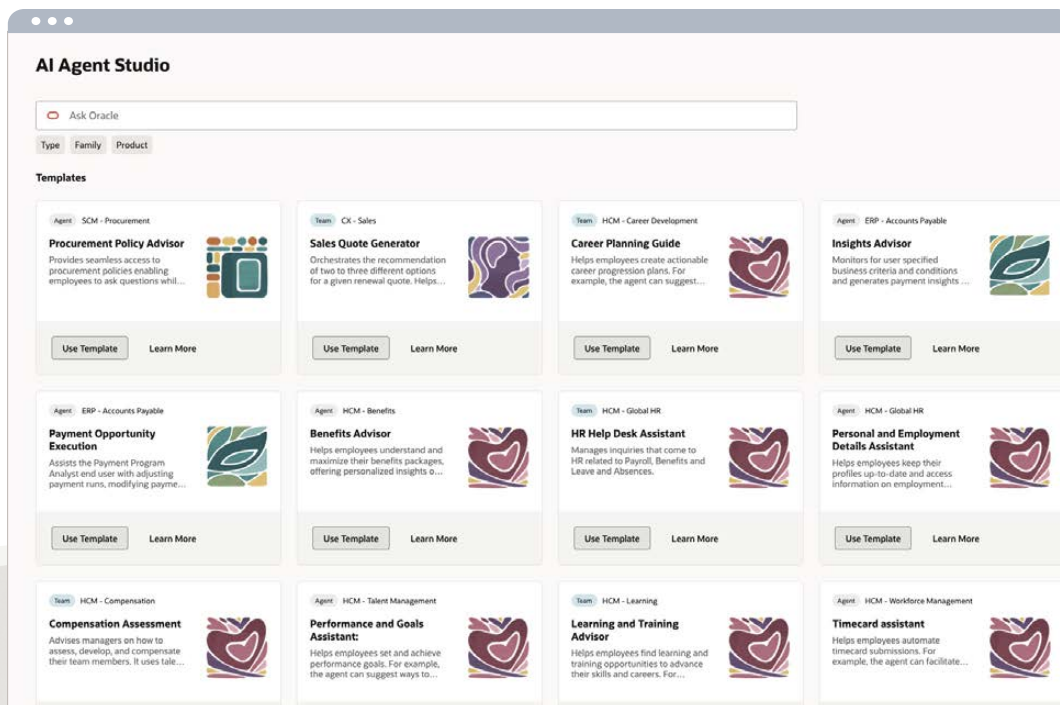 AI Agent Studio
Ask Oracle
Type Family Product
Templates
Agent SCM - Procurement
Procurement Policy Advisor
Provides seamless access to
procurement policies enabling
employees to ask questions whil...
Use Template Learn More
Team CX - Sales
Sales Quote Generator
Orchestrates the recommendation
of two to three different options
for a given renewal quote. Helps...
Use Template Learn More
Team HCM - Career Development
Career Planning Guide
Helps employees create actionable
career progression plans. For
example, the agent can suggest...
Use Template Learn More
Agent ERP - Accounts Payable
Insights Advisor
Monitors for user specified
business criteria and conditions
and generates payment insights ...
Use Template Learn More
Agent ERP - Accounts Payable
Payment Opportunity
Execution
Assists the Payment Program
Analyst end user with adjusting
payment runs, modifying payme...
Use Template Learn More
Agent HCM - Benefits
Benefits Advisor
Helps employees understand and
maximize their benefits packages,
offering personalized insights o...
Use Template Learn More
Team HCM - Global HR
HR Help Desk Assistant
Manages inquiries that come to
HR related to Payroll, Benefits and
Leave and Absences.
Use Template Learn More
Agent HCM - Global HR
Personal and Employment
Details Assistant
Helps employees keep their
profiles up-to-date and access
information on employment...
Use Template Learn More
Team HCM - Compensation
Compensation Assessment
Advises managers on how to
assess, develop, and compensate
their team members. It uses tale...
Agent HCM - Talent Management
Performance and Goals
Assistant:
Helps employees set and achieve
performance goals. For example,
the agent can suggest ways to...
Team HCM - Learning
Learning and Training
Advisor
Helps employees find learning and
training opportunities to advance
their skills and careers. For...
Agent HCM - Workforce Management
Timecard assistant
Helps employees automate
timecard submissions. For
example, the agent can facilitate...